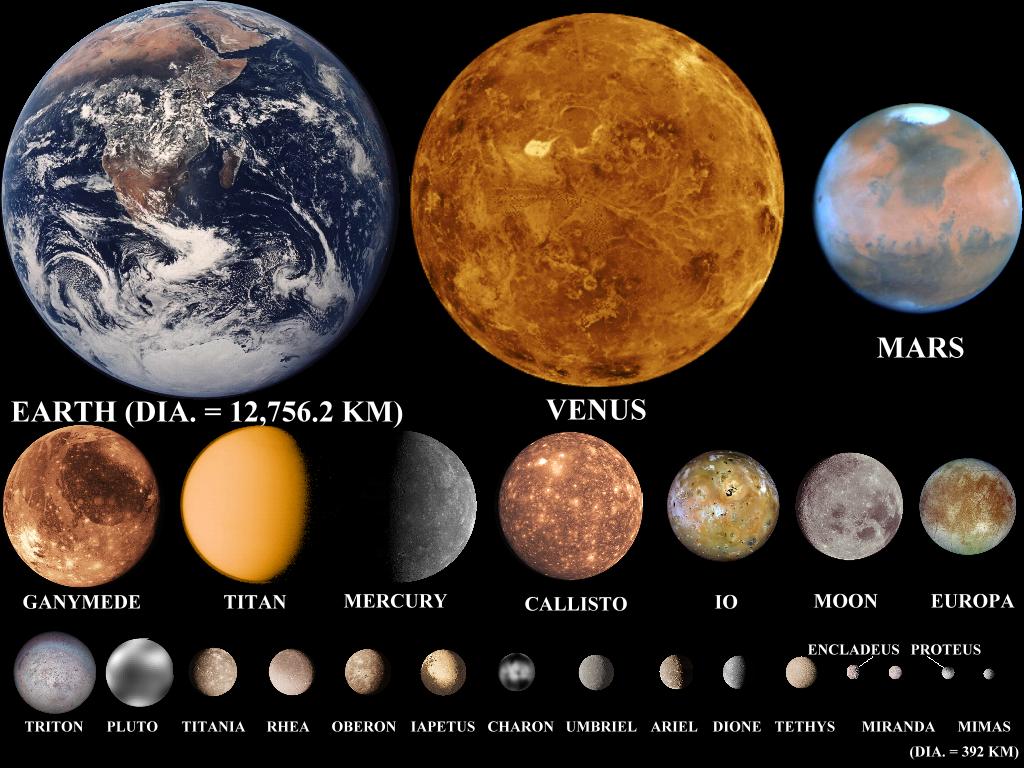 MARS
EARTH (DIA. = 12,756.2 KM)
VENUS
GANYMEDE
TITAN
MERCURY
CALLISTO
IO
MOON
EUROPA
ENCLADEUS
PROTEUS
TRITON
PLUTO
TITANIA
RHEA
OBERON
IAPETUS
CHARON
UMBRIEL
ARIEL
DIONE
TETHYS
MIRANDA
MIMAS
(DIA. = 392 KM)